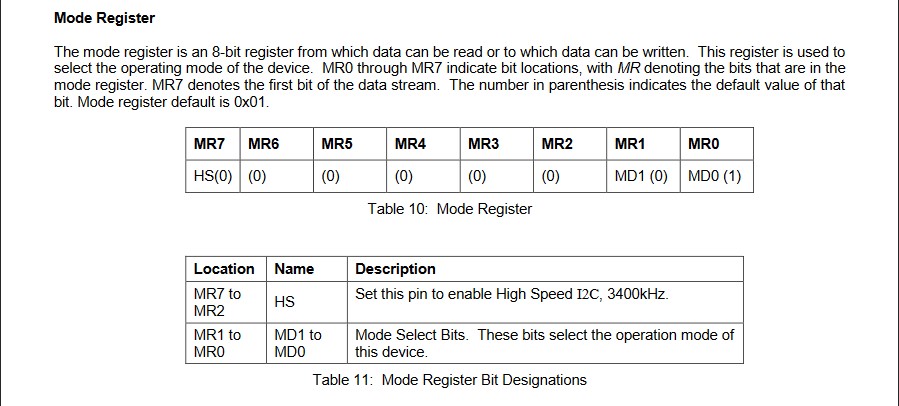 Mode Register
The mode register is an 8-bit register from which data can be read or to which data can be written.  This register is used to
select the operating mode of the device.  MR0 through MR7 indicate bit locations, with MR denoting the bits that are in the
mode register. MR7 denotes the first bit of the data stream.  The number in parenthesis indicates the default value of that
bit. Mode register default is 0x01.
MR7 MR6 MR5 MR4 MR3 MR2 MR1 MR0
HS(0) (0) (0) (0) (0) (0) MD1 (0) MD0 (1)
Table 10:  Mode Register
Location Name Description
MR7 to
MR2
HS
Set this pin to enable High Speed I2C, 3400kHz.
MR1 to
MR0
MD1 to
MD0
Mode Select Bits.  These bits select the operation mode of
this device.
Table 11:  Mode Register Bit Designations